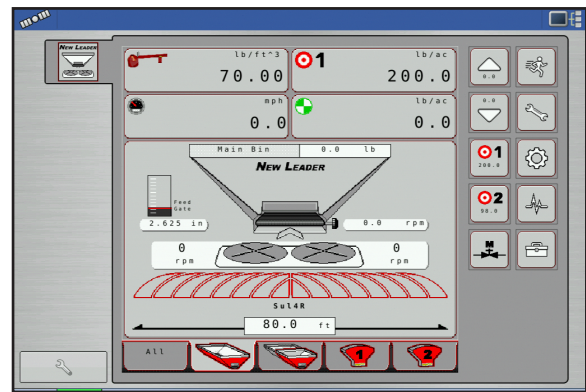 NEW LEADER
lb/ft^3
70.00
1
lb/ac
200.0
mph
0.0
lb/ac
0.0
Main Bin 0.0 lb
NEW LEADER
Feed
Gate
2.625 in
0.0 rpm
0
rpm
0
rpm
Sul4R
80.0 ft
All
1
2
0.0
0.0
1
200.0
2
90.0
M